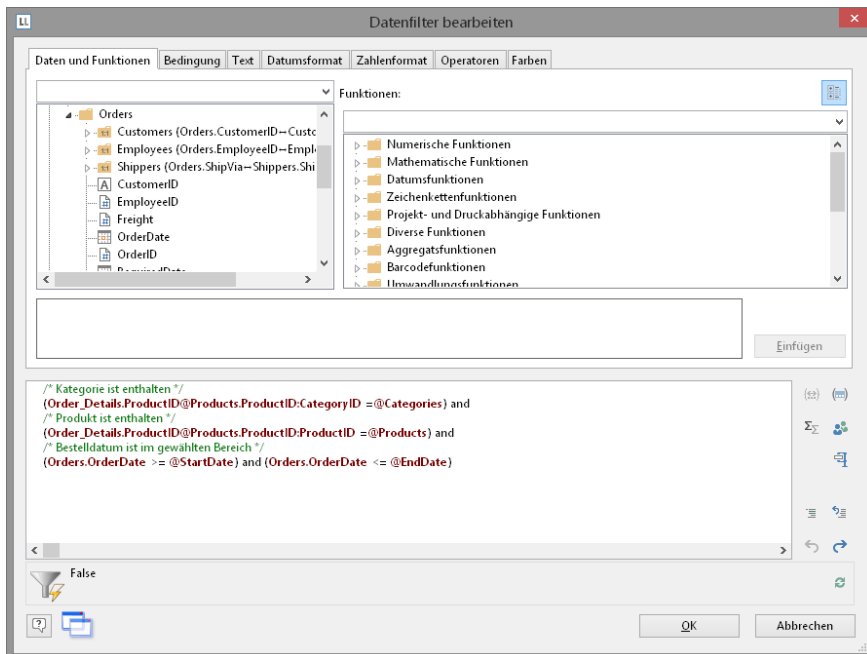 LL
Datenfilter bearbeiten
Daten und Funktionen
Bedingung
Text
Datumsformat
Zahlenformat
Operatoren
Farben
Funktionen:
Orders
Customers {Orders.CustomerID↔Custo
Employees {Orders.EmployeeID↔Empl
Shippers {Orders.ShipVia↔Shippers.Shi
CustomerID
EmployeeID
Freight
OrderDate
OrderID
RequiredDate
Numerische Funktionen
Mathematische Funktionen
Datumsfunktionen
Zeichenkettenfunktionen
Projekt- und Druckabhängige Funktionen
Diverse Funktionen
Aggregatsfunktionen
Barcodefunktionen
Umwandlungsfunktionen
Einfügen
/* Kategorie ist enthalten */
(Order_Details.ProductID@Products.ProductID:CategoryID =@Categories) and
/* Produkt ist enthalten */
(Order_Details.ProductID@Products.ProductID:ProductID =@Products) and
/* Bestelldatum ist im gewählten Bereich */
(Orders.OrderDate >= @StartDate) and (Orders.OrderDate <= @EndDate)
False
OK
Abbrechen